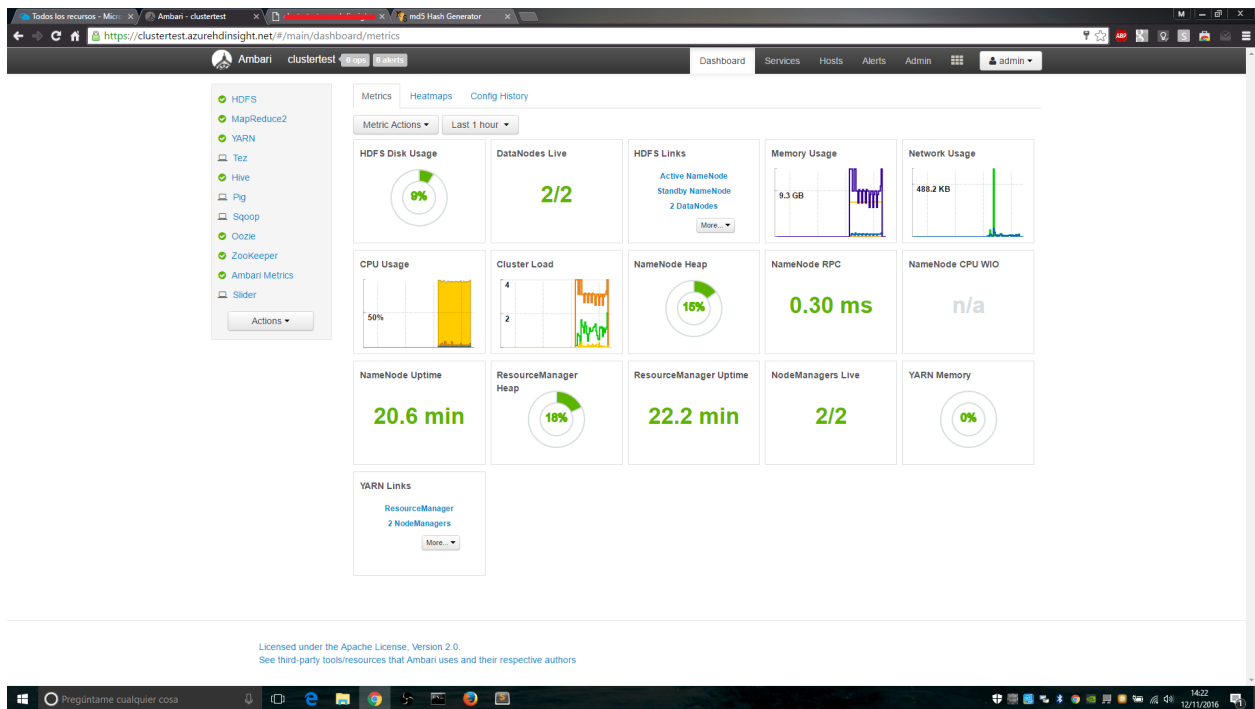 Todos los recursos - Micro
Ambari - clustertest
md5 Hash Generator
M
https://clustertest.azurehdinsight.net/#/main/dashboard/metrics
ABP
S
Ambari clustertest 0 ops 0 alerts
Dashboard Services Hosts Alerts Admin admin
HDFS
MapReduce2
YARN
Tez
Hive
Pig
Sqoop
Oozie
ZooKeeper
Ambari Metrics
Slider
Actions
Metrics Heatmaps Config History
Metric Actions Last 1 hour
HDFS Disk Usage
9%
DataNodes Live
2/2
HDFS Links
Active NameNode
Standby NameNode
2 DataNodes
More...
Memory Usage
9.3 GB
Network Usage
488.2 KB
CPU Usage
50%
Cluster Load
4
2
NameNode Heap
15%
NameNode RPC
0.30 ms
NameNode CPU WIO
n/a
NameNode Uptime
20.6 min
ResourceManager
Heap
18%
ResourceManager Uptime
22.2 min
NodeManagers Live
2/2
YARN Memory
0%
YARN Links
ResourceManager
2 NodeManagers
More...
Licensed under the Apache License, Version 2.0.
See third-party tools/resources that Ambari uses and their respective authors
Pregúntame cualquier cosa
14:22
12/11/2016